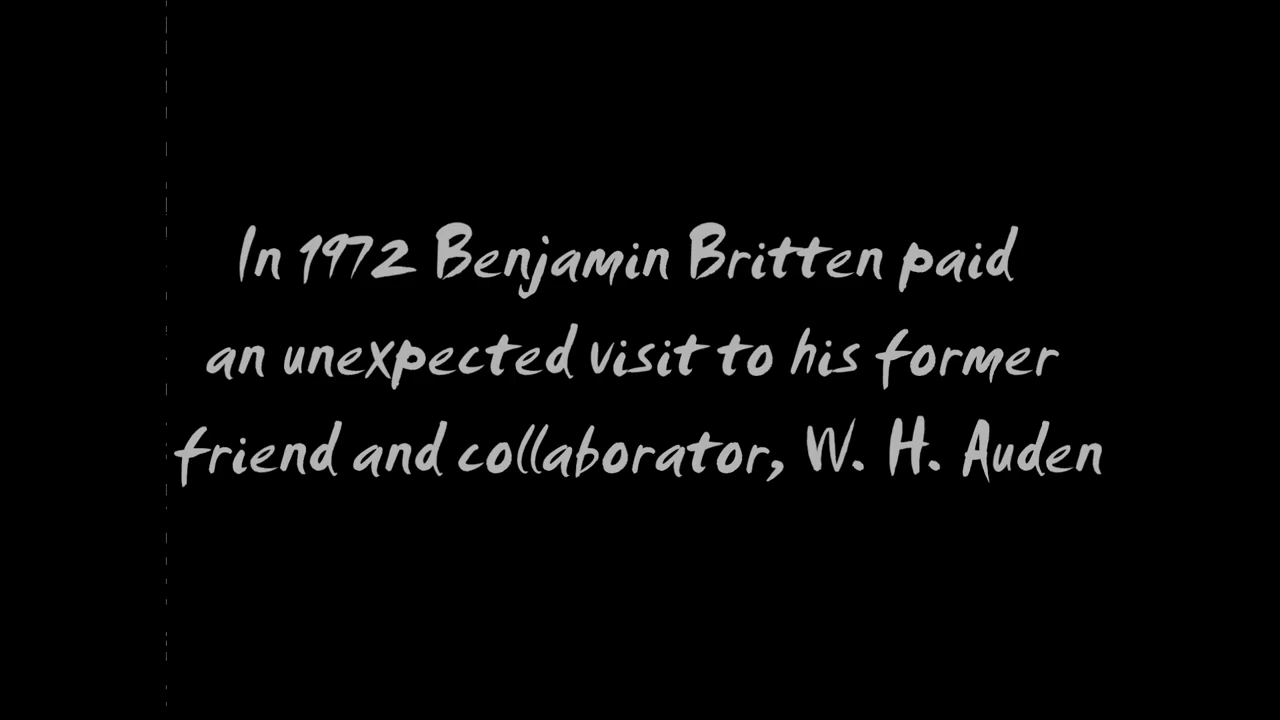 In 1972 Benjamin Britten paid
an unexpected visit to his former
friend and collaborator, W. H. Auden